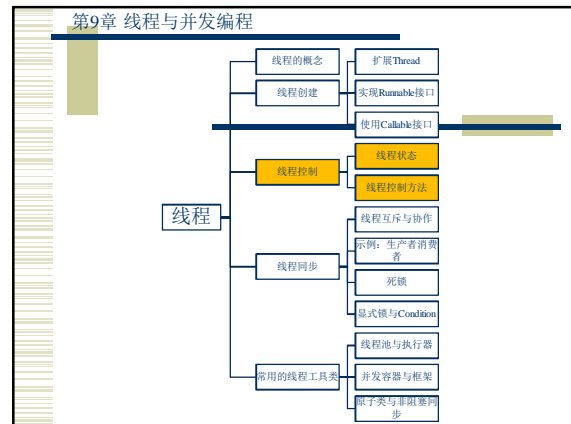 第9章 线程与并发编程
线程
线程的概念
线程创建
扩展Thread
实现Runnable接口
使用Callable接口
线程控制
线程状态
线程控制方法
线程同步
线程互斥与协作
示例：生产者消费
者
死锁
显式锁与Condition
常用的线程工具类
线程池与执行器
并发容器与框架
原子类与非阻塞同
步